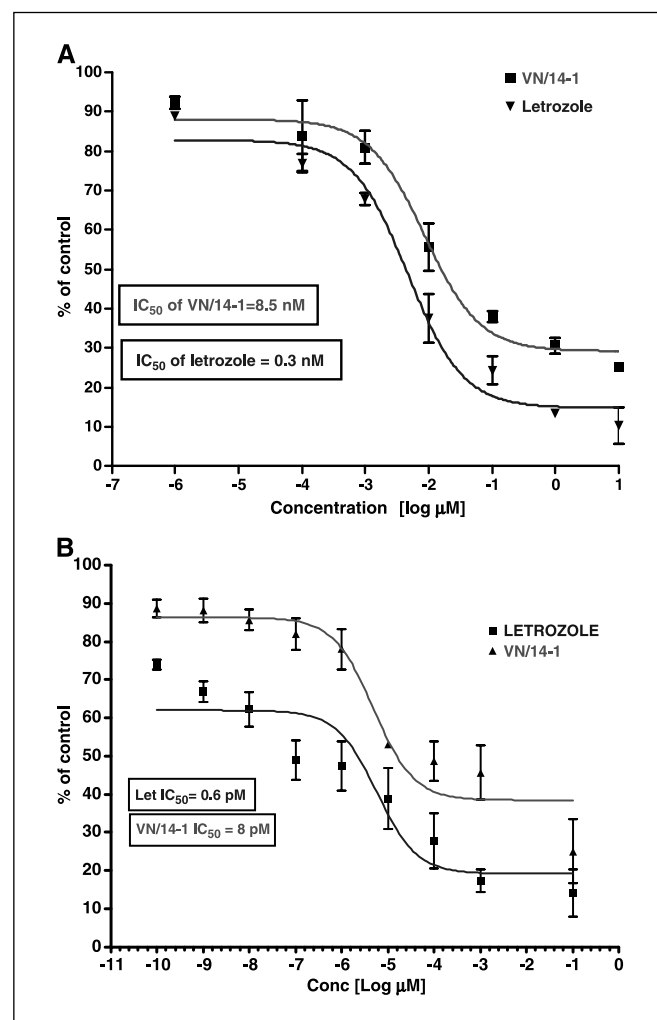 A
VN/14-1
Letrozole
100
90
80
70
60
50
40
30
20
10
0
% of control
IC50 of VN/14-1=8.5 nM
IC50 of letrozole = 0.3 nM
-7 -6 -5 -4 -3 -2 -1 0 1
Concentration [log μM]
B
LETROZOLE
VN/14-1
100
90
80
70
60
50
40
30
20
10
0
% of control
Let IC50= 0.6 pM
VN/14-1 IC50 = 8 pM
-11 -10 -9 -8 -7 -6 -5 -4 -3 -2 -1 0
Conc [Log μM]